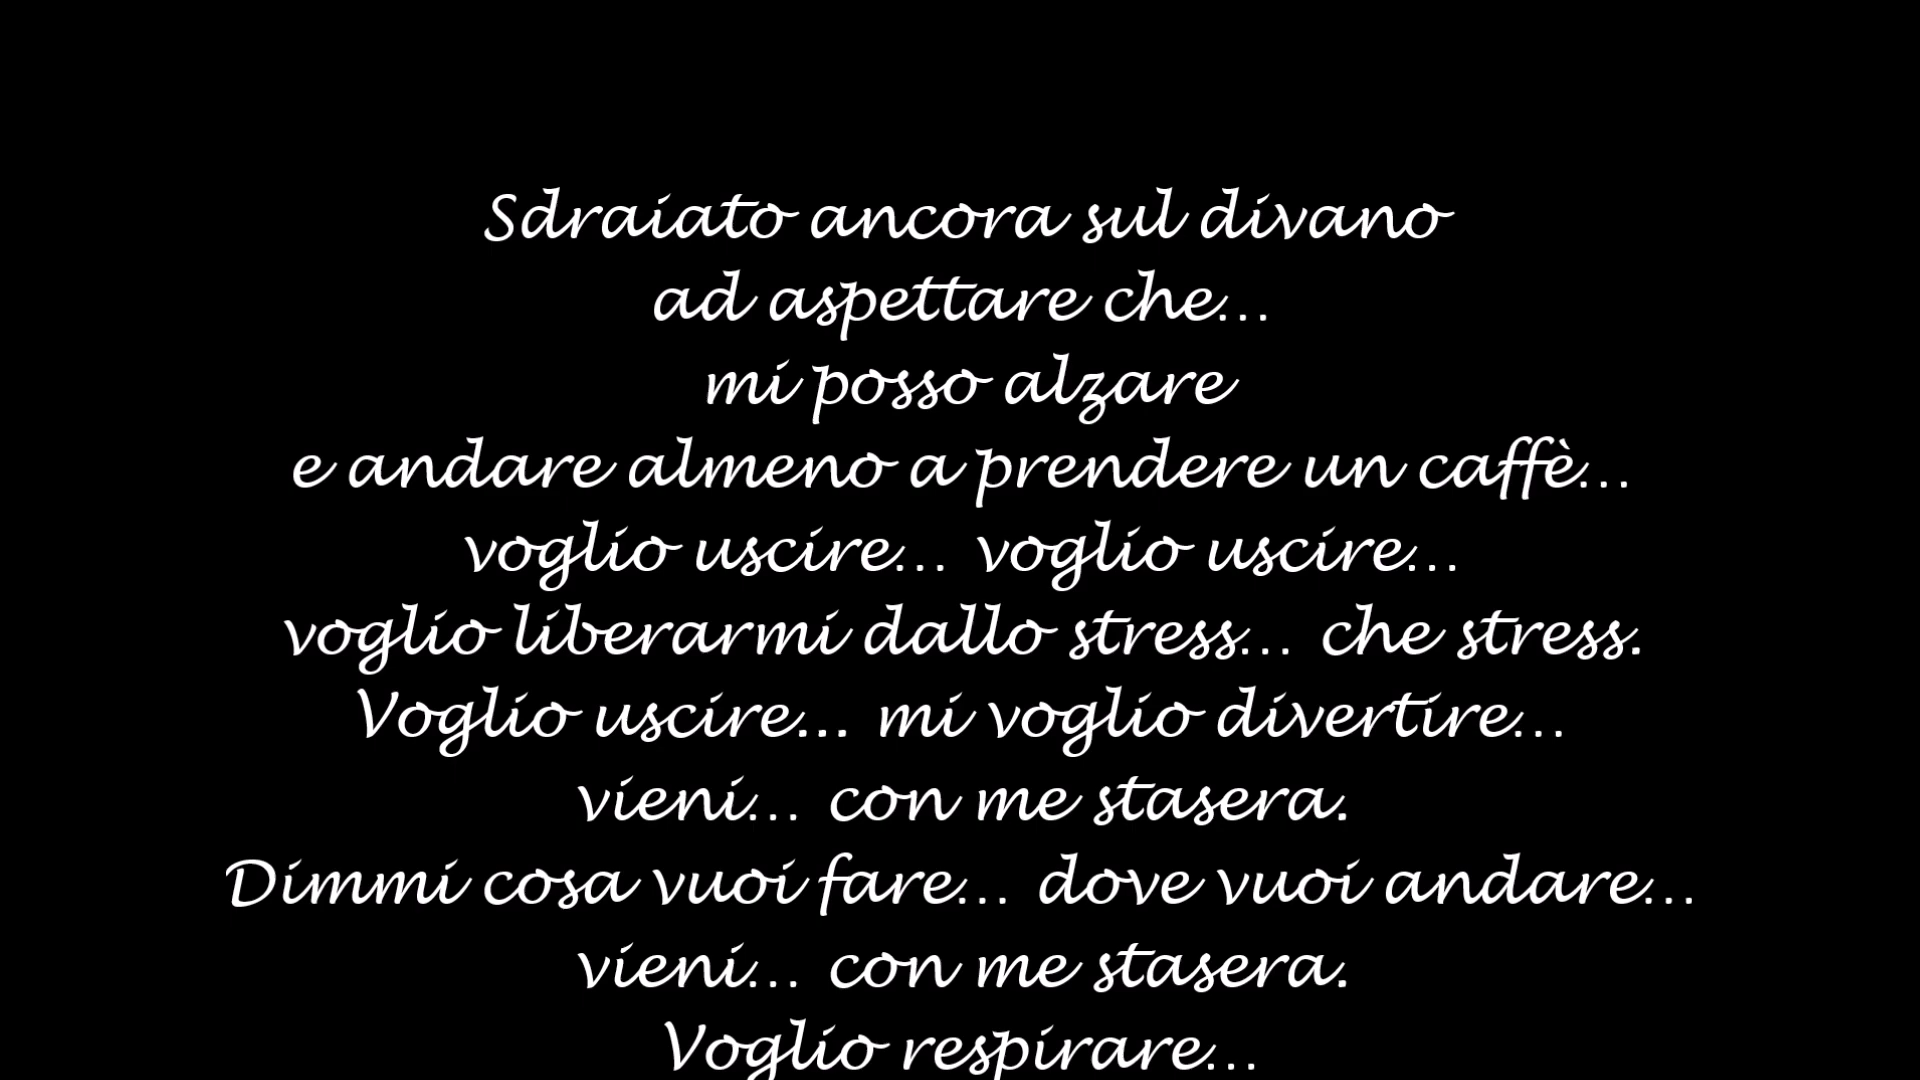 Sdraiato ancora sul divano
ad aspettare che...
mi posso alzare
e andare almeno a prendere un caffè...
voglio uscire... voglio uscire...
voglio liberarmi dallo stress... che stress.
Voglio uscire... mi voglio divertire...
vieni... con me stasera.
Dimmi cosa vuoi fare... dove vuoi andare...
vieni... con me stasera.
Voglio respirare...